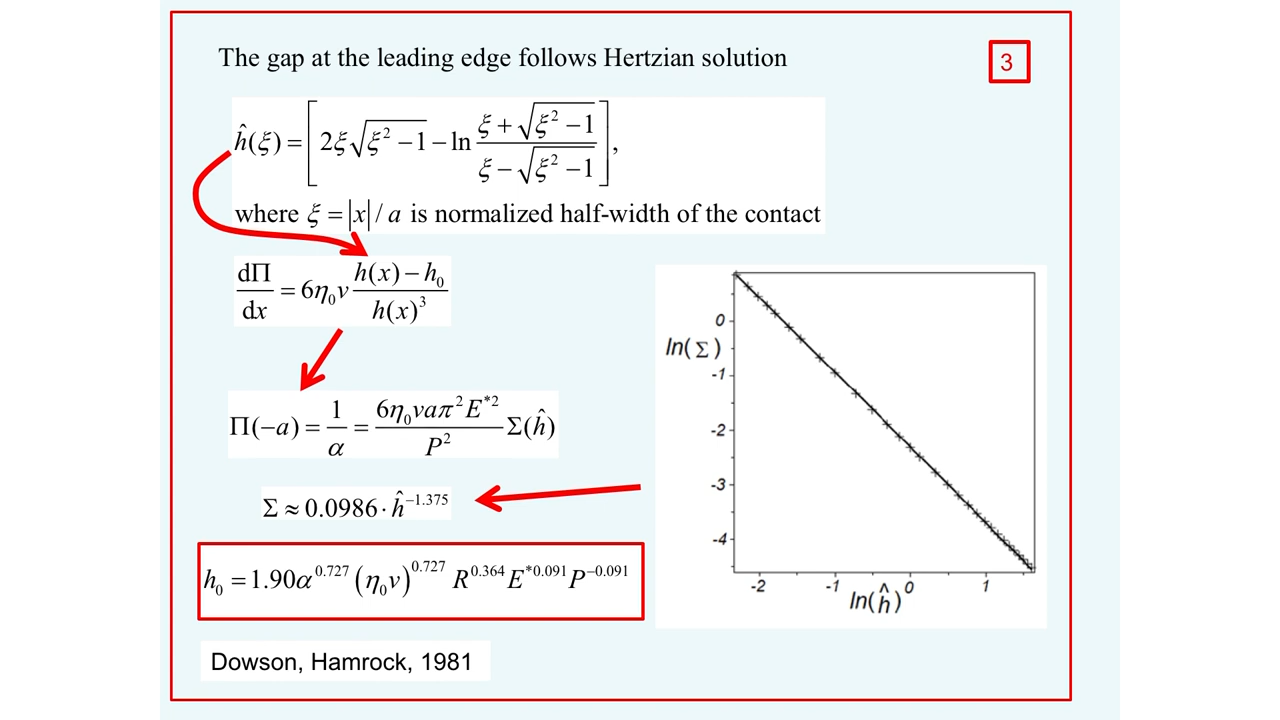 The gap at the leading edge follows Hertzian solution
3
ĥ(ξ) = [2ξ√(ξ² − 1) − ln (ξ + √(ξ² − 1))/(ξ − √(ξ² − 1))],
where ξ = |x| / a is normalized half-width of the contact
dΠ/dx = 6η₀v (h(x) − h₀)/h(x)³
Π(−a) = 1/α = (6η₀vaπ²E*²/P²) Σ(ĥ)
Σ ≈ 0.0986 · ĥ^−1.375
h₀ = 1.90α^0.727 (η₀v)^0.727 R^0.364 E*^0.091 P^−0.091
Dowson, Hamrock, 1981
ln(Σ)
0
-1
-2
-3
-4
-2 -1 0 1
ln(ĥ)